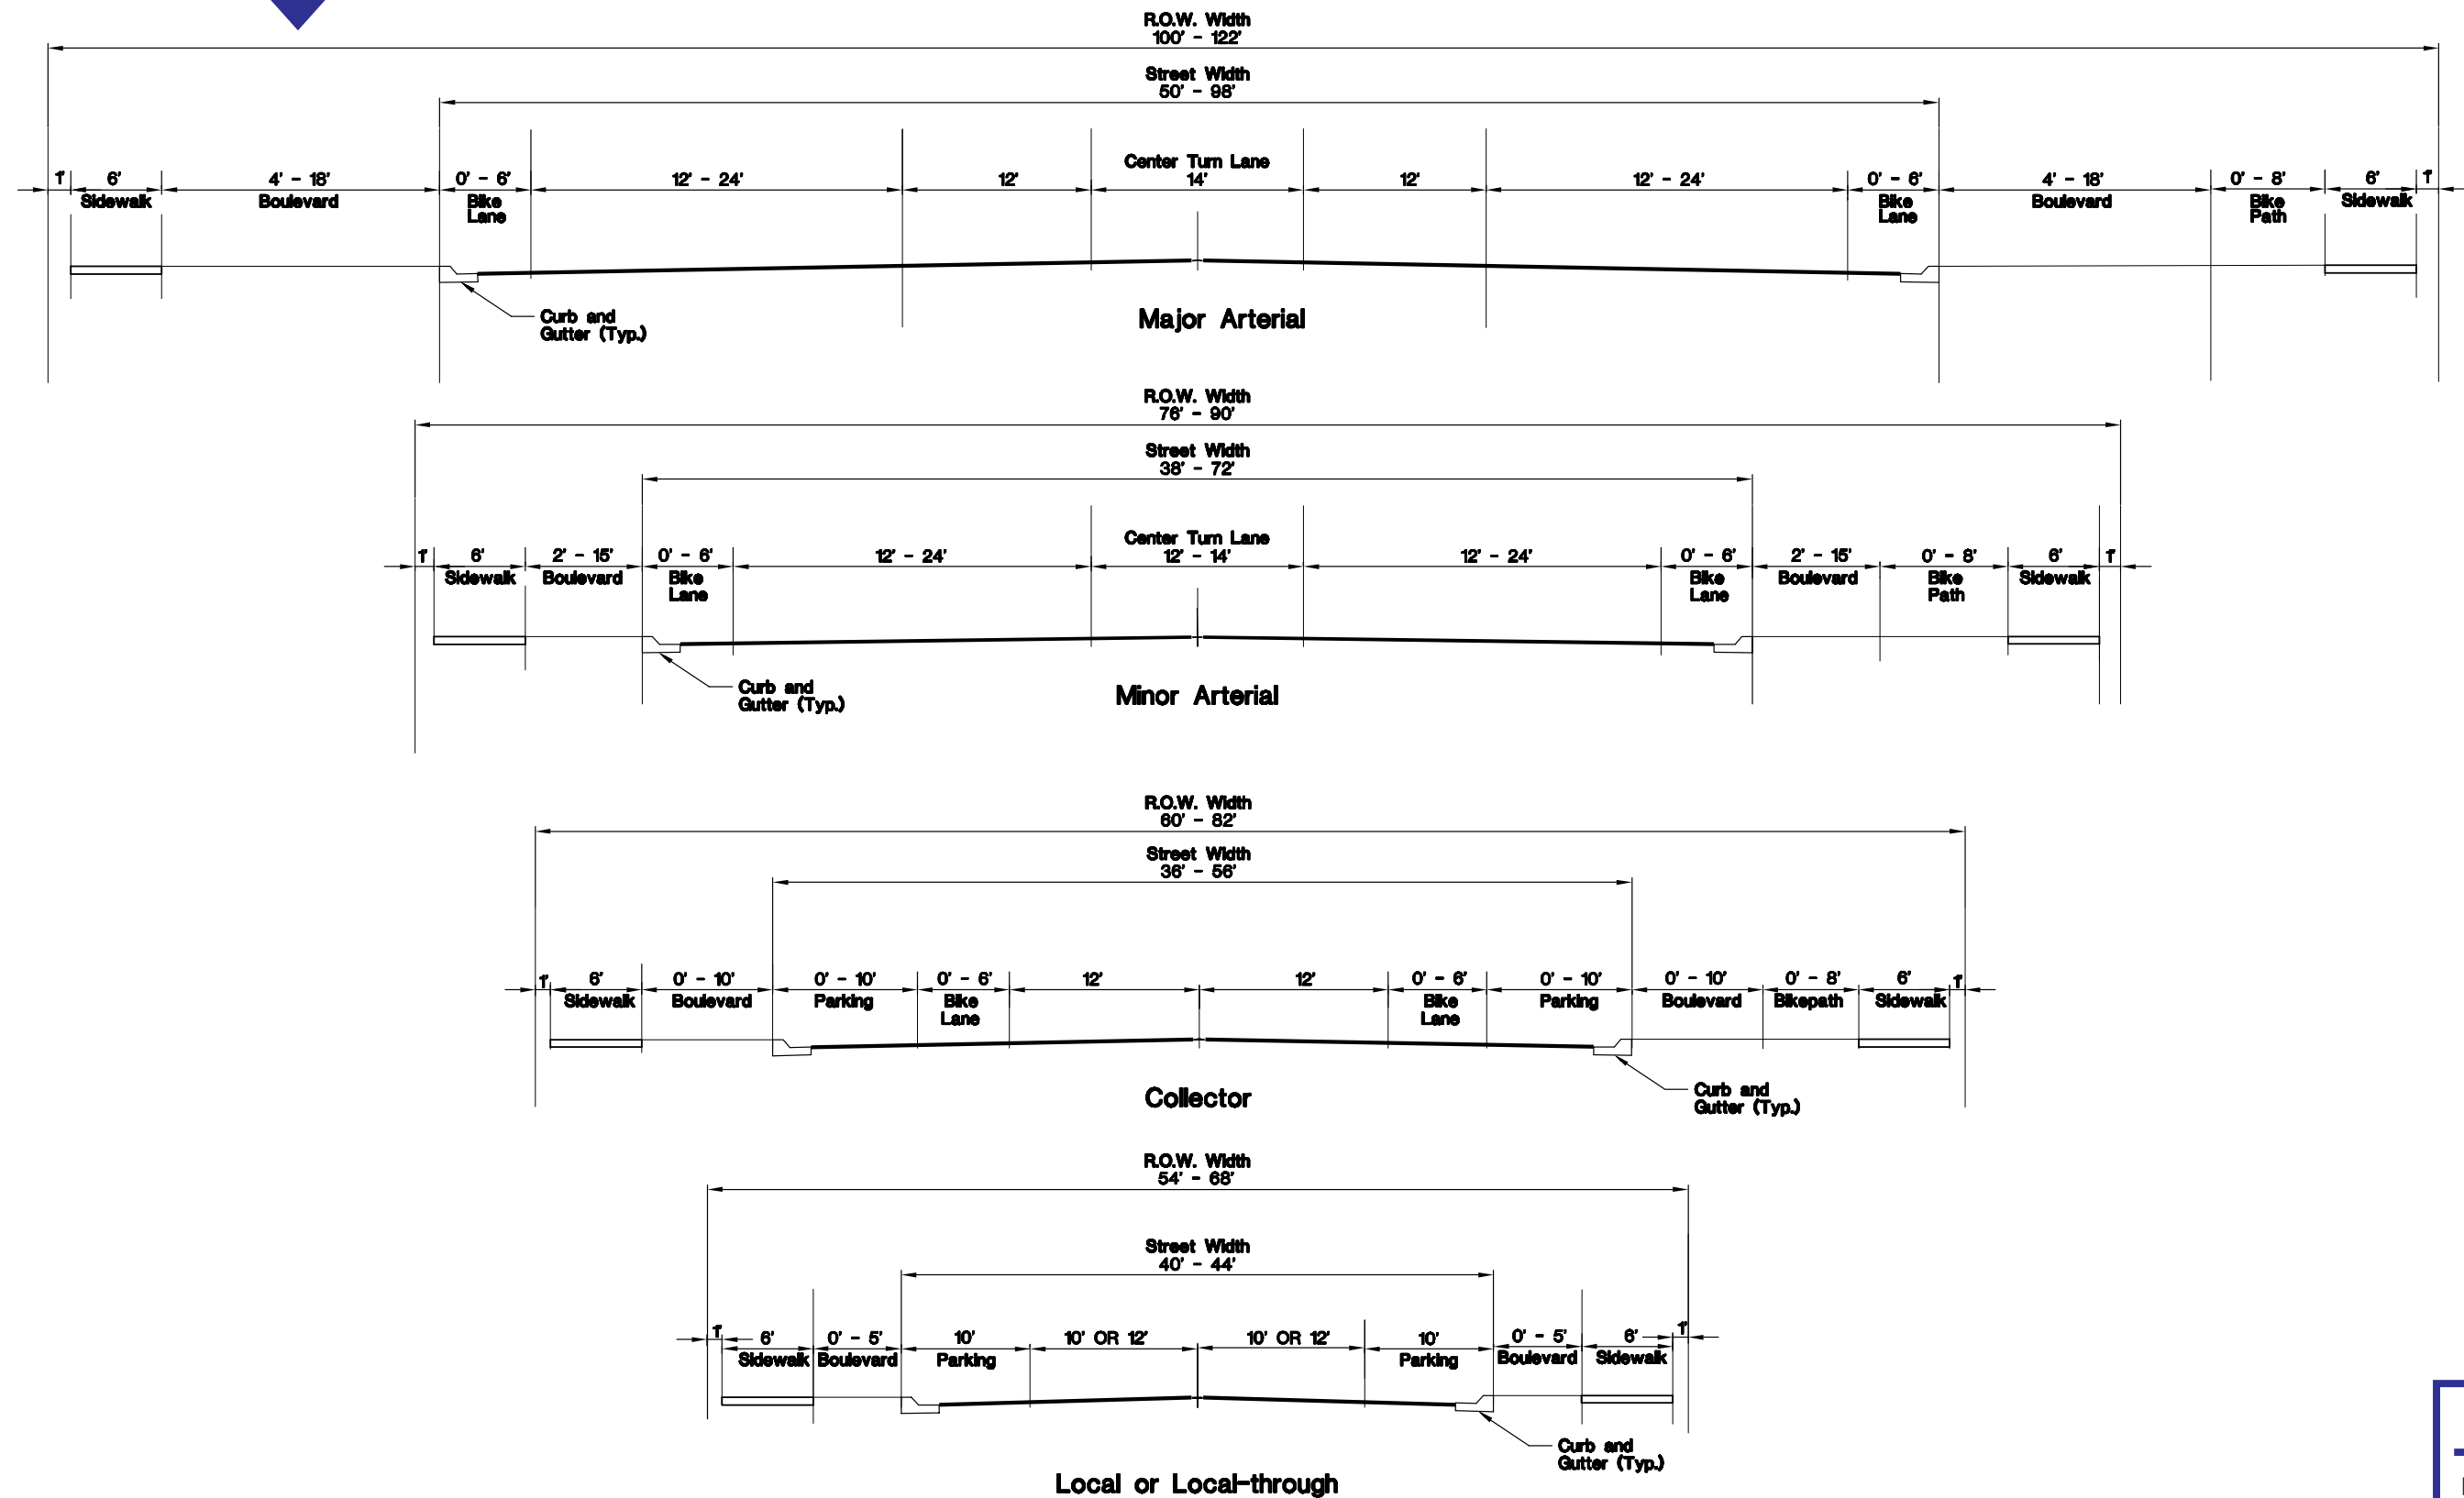 R.O.W. Width
100' - 122'
Street Width
50' - 98'
Center Turn Lane
1' 6' 4' - 18' 0' - 6' 12' - 24' 12' 14' 12' 12' - 24' 0' - 6' 4' - 18' 0' - 8' 6' 1'
Sidewalk Boulevard Bike Bike Boulevard Bike Sidewalk
Lane Lane Path
Curb and
Gutter (Typ.)
Major Arterial
R.O.W. Width
76' - 90'
Street Width
38' - 72'
Center Turn Lane
1' 6' 2' - 15' 0' - 6' 12' - 24' 12' - 14' 12' - 24' 0' - 6' 2' - 15' 0' - 8' 6' 1'
Sidewalk Boulevard Bike Bike Boulevard Bike Sidewalk
Lane Lane Path
Curb and
Gutter (Typ.)
Minor Arterial
R.O.W. Width
60' - 82'
Street Width
36' - 56'
1' 6' 0' - 10' 0' - 10' 0' - 6' 12' 12' 0' - 6' 0' - 10' 0' - 10' 0' - 8' 6' 1'
Sidewalk Boulevard Parking Bike Bike Parking Boulevard Bikepath Sidewalk
Lane Lane
Curb and
Gutter (Typ.)
Collector
R.O.W. Width
54' - 68'
Street Width
40' - 44'
1' 6' 0' - 5' 10' 10' OR 12' 10' OR 12' 10' 0' - 5' 6' 1'
Sidewalk Boulevard Parking Parking Boulevard Sidewalk
Curb and
Gutter (Typ.)
Local or Local-through